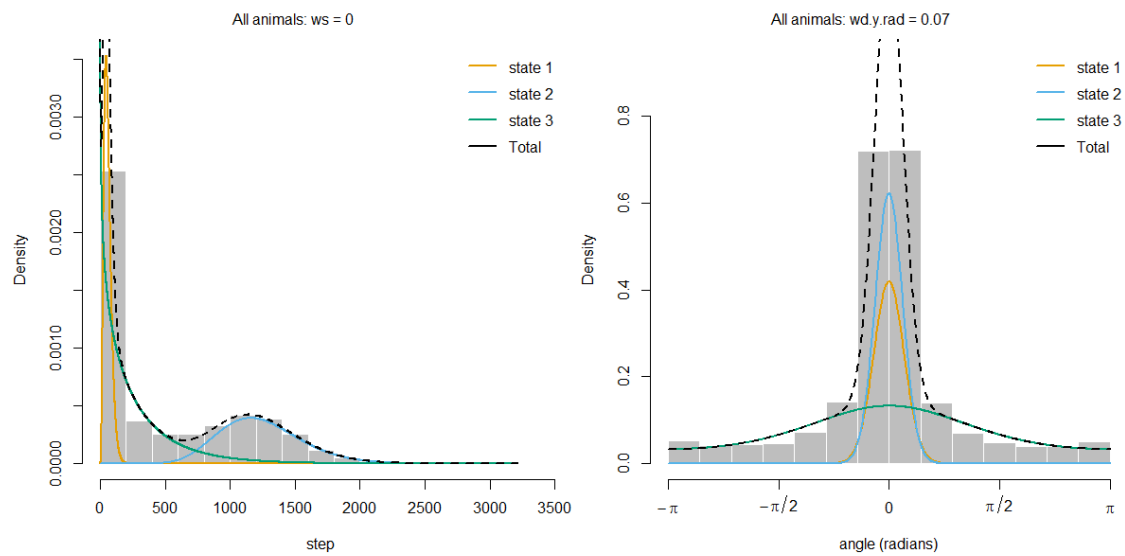 All animals: ws = 0
state 1
state 2
state 3
Total
Density
0.0000
0.0010
0.0020
0.0030
0
500
1000
1500
2000
2500
3000
3500
step
All animals: wd.y.rad = 0.07
state 1
state 2
state 3
Total
Density
0.0
0.2
0.4
0.6
0.8
−π
−π/2
0
π/2
π
angle (radians)